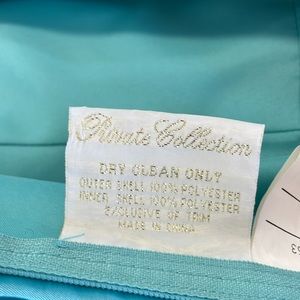 Private Collection
DRY CLEAN ONLY
OUTER SHELL 100% POLYESTER
INNER SHELL 100% POLYESTER
EXCLUSIVE OF TRIM
MADE IN CHINA